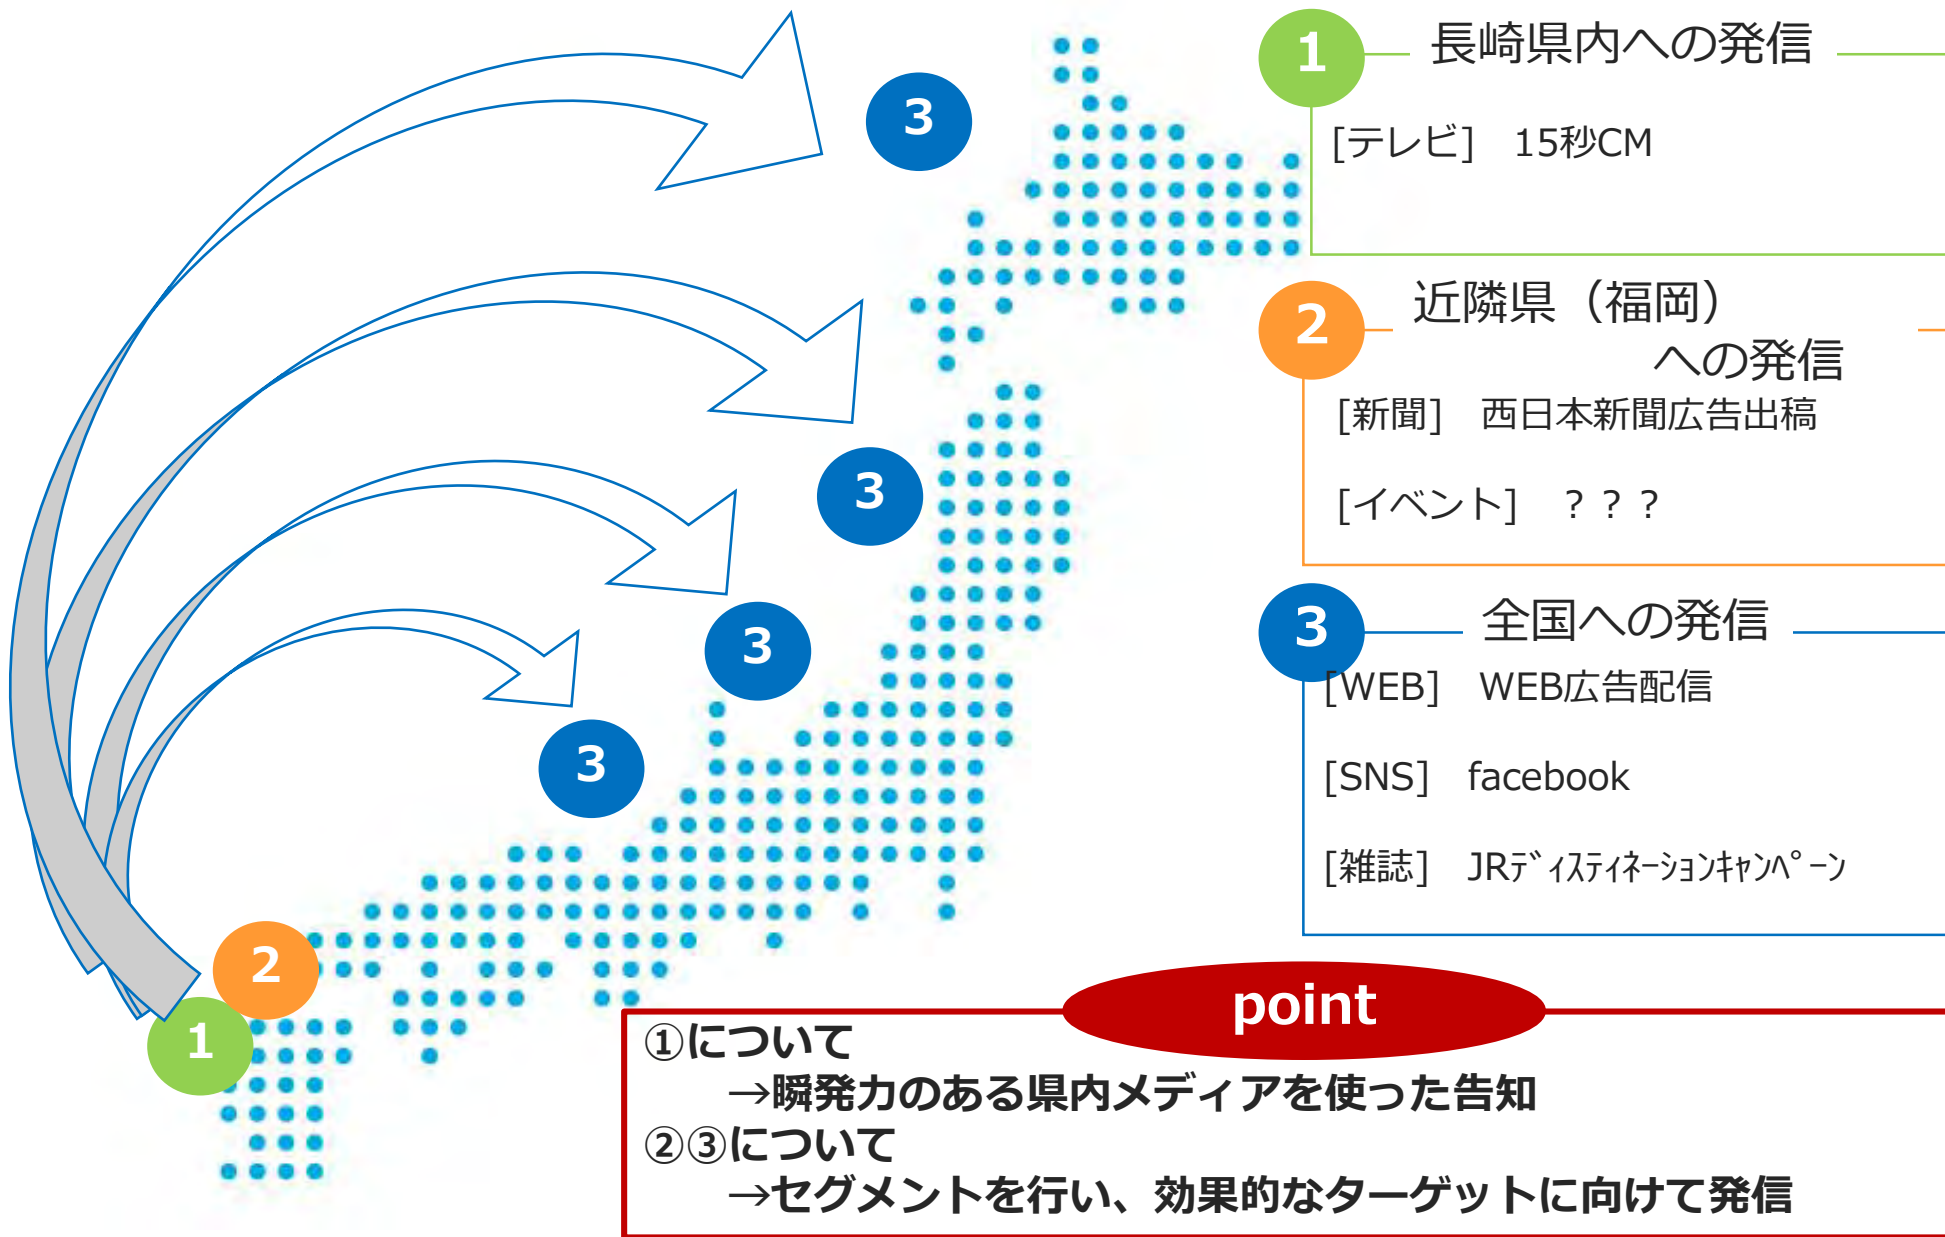 1
長崎県内への発信
[テレビ] 15秒CM
2
近隣県（福岡）
への発信
[新聞] 西日本新聞広告出稿
[イベント] ？？？
3
全国への発信
[WEB] WEB広告配信
[SNS] facebook
[雑誌] JRﾃﾞｨｽﾃｨﾈｰｼｮﾝｷｬﾝﾍﾟｰﾝ
3
3
3
3
2
1
point
①について
→瞬発力のある県内メディアを使った告知
②③について
→セグメントを行い、効果的なターゲットに向けて発信